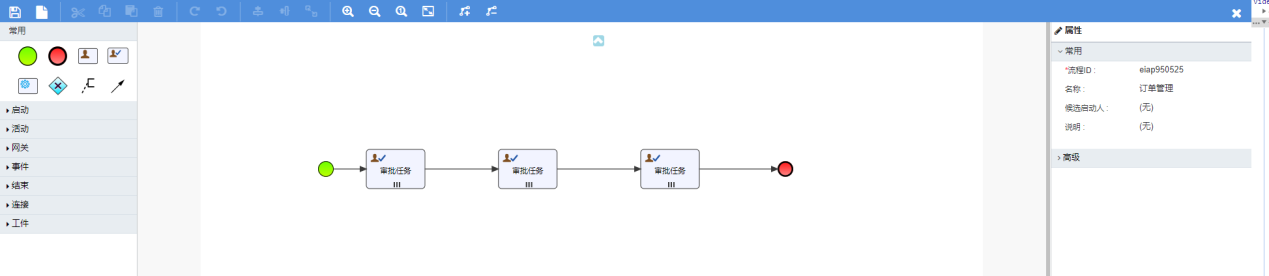 常用
启动
活动
网关
事件
结束
连接
工件
审批任务
审批任务
审批任务
属性
常用
*流程ID :
eiap950525
名称 :
订单管理
候选启动人 :
(无)
说明 :
(无)
高级